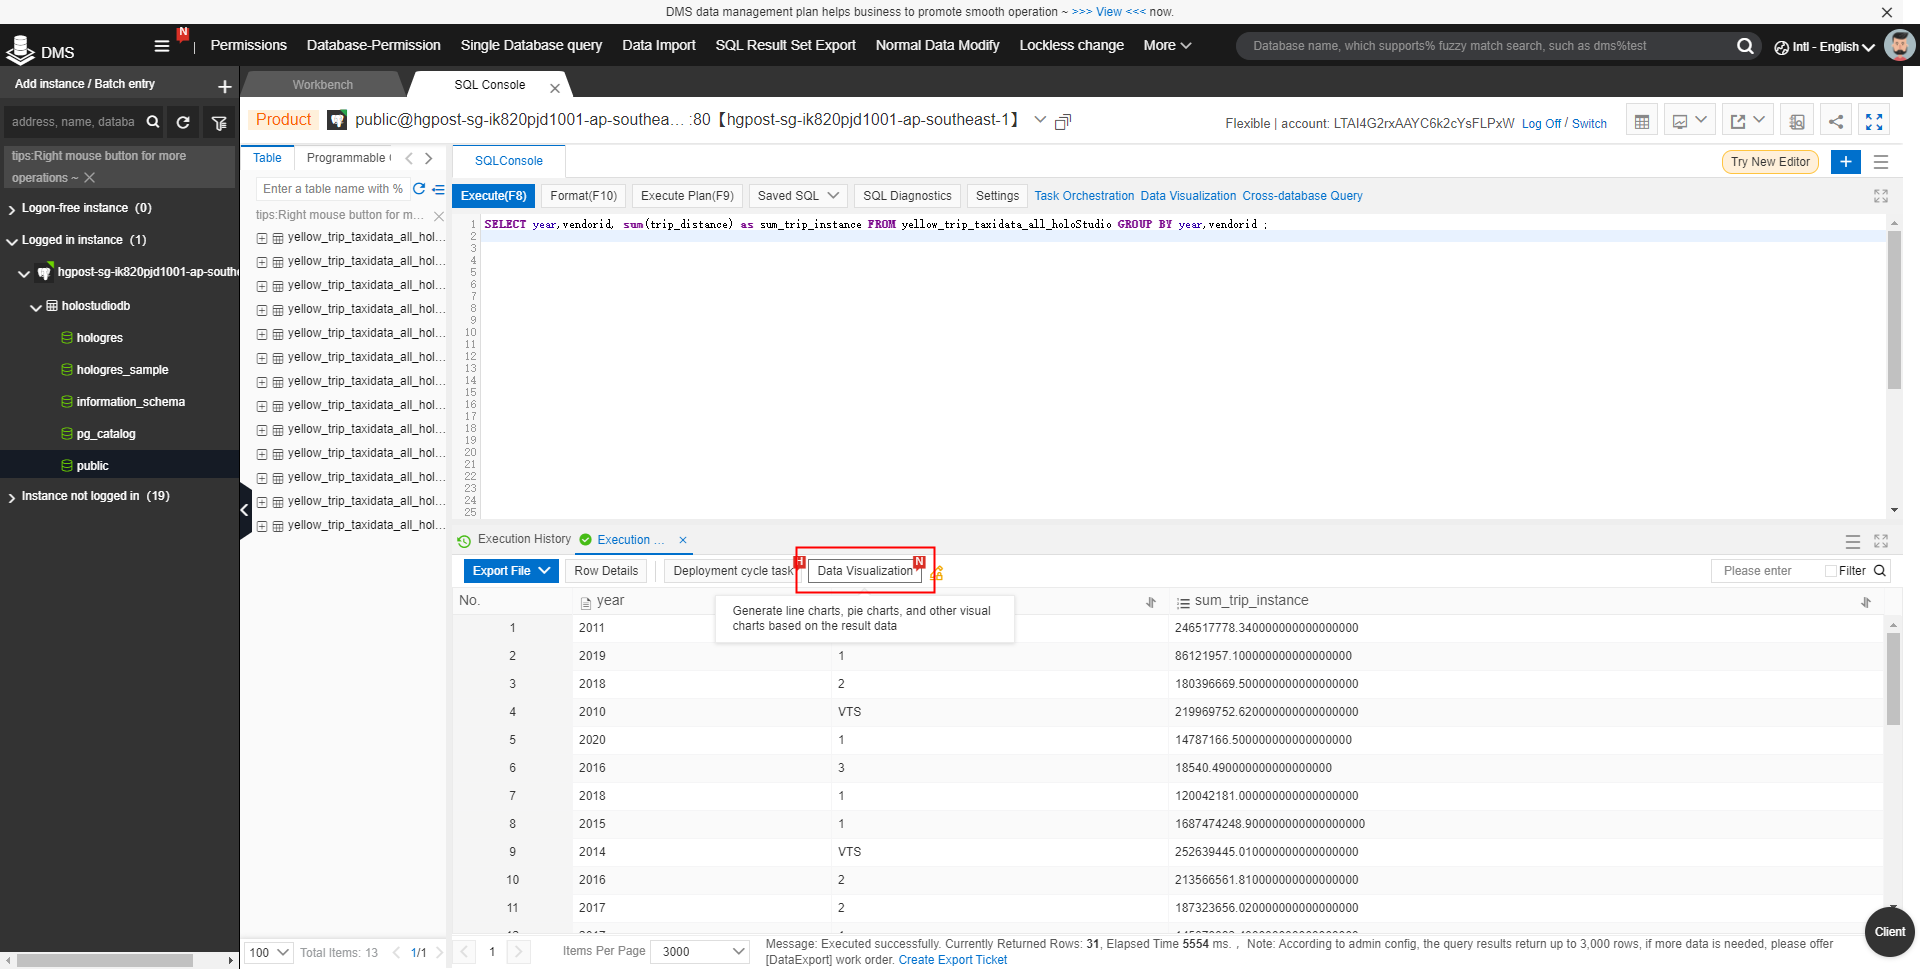 DMS data management plan helps business to promote smooth operation ~ >>> View <<< now.
DMS
N
Permissions
Database-Permission
Single Database query
Data Import
SQL Result Set Export
Normal Data Modify
Lockless change
More
Database name, which supports% fuzzy match search, such as dms%test
Intl - English
Add instance / Batch entry
Workbench
SQL Console
address, name, databa
Product
public@hgpost-sg-ik820pjd1001-ap-southea... :80【hgpost-sg-ik820pjd1001-ap-southeast-1】
Flexible | account: LTAI4G2rxAAYC6k2cYsFLPxW Log Off / Switch
tips:Right mouse button for more
operations ~
Logon-free instance (0)
Logged in instance (1)
hgpost-sg-ik820pjd1001-ap-southe
holostudiodb
hologres
hologres_sample
information_schema
pg_catalog
public
Instance not logged in (19)
Table
Programmable
Enter a table name with %
tips:Right mouse button for m...
yellow_trip_taxidata_all_hol...
yellow_trip_taxidata_all_hol...
yellow_trip_taxidata_all_hol...
yellow_trip_taxidata_all_hol...
yellow_trip_taxidata_all_hol...
yellow_trip_taxidata_all_hol...
yellow_trip_taxidata_all_hol...
yellow_trip_taxidata_all_hol...
yellow_trip_taxidata_all_hol...
yellow_trip_taxidata_all_hol...
yellow_trip_taxidata_all_hol...
yellow_trip_taxidata_all_hol...
yellow_trip_taxidata_all_hol...
100
Total Items: 13
1/1
SQLConsole
Try New Editor
+
Execute(F8)
Format(F10)
Execute Plan(F9)
Saved SQL
SQL Diagnostics
Settings
Task Orchestration
Data Visualization
Cross-database Query
1 SELECT year,vendorid, sum(trip_distance) as sum_trip_instance FROM yellow_trip_taxidata_all_holoStudio GROUP BY year,vendorid ;
2
3
4
5
6
7
8
9
10
11
12
13
14
15
16
17
18
19
20
21
22
23
24
25
Execution History
Execution ...
Export File
Row Details
Deployment cycle task
H
Data Visualization
N
Please enter
Filter
Generate line charts, pie charts, and other visual
charts based on the result data
No. year sum_trip_instance
1 2011 246517778.340000000000000000
2 2019 1 86121957.100000000000000000
3 2018 2 180396669.500000000000000000
4 2010 VTS 219969752.620000000000000000
5 2020 1 14787166.500000000000000000
6 2016 3 18540.490000000000000000
7 2018 1 120042181.000000000000000000
8 2015 1 1687474248.900000000000000000
9 2014 VTS 252639445.010000000000000000
10 2016 2 213566561.810000000000000000
11 2017 2 187323656.020000000000000000
1
Items Per Page
3000
Message: Executed successfully. Currently Returned Rows: 31, Elapsed Time 5554 ms. , Note: According to admin config, the query results return up to 3,000 rows, if more data is needed, please offer
[DataExport] work order. Create Export Ticket
Client